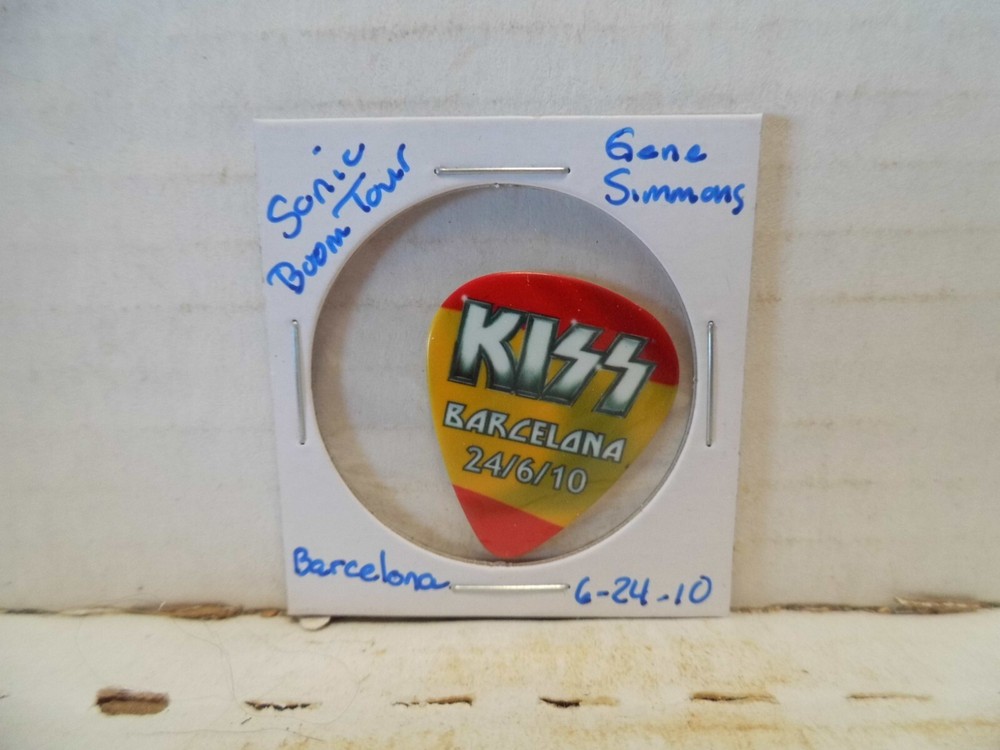 Sonic
Boom Tour
Gene
Simmons
KISS
BARCELONA
24/6/10
Barcelona
6-24-10